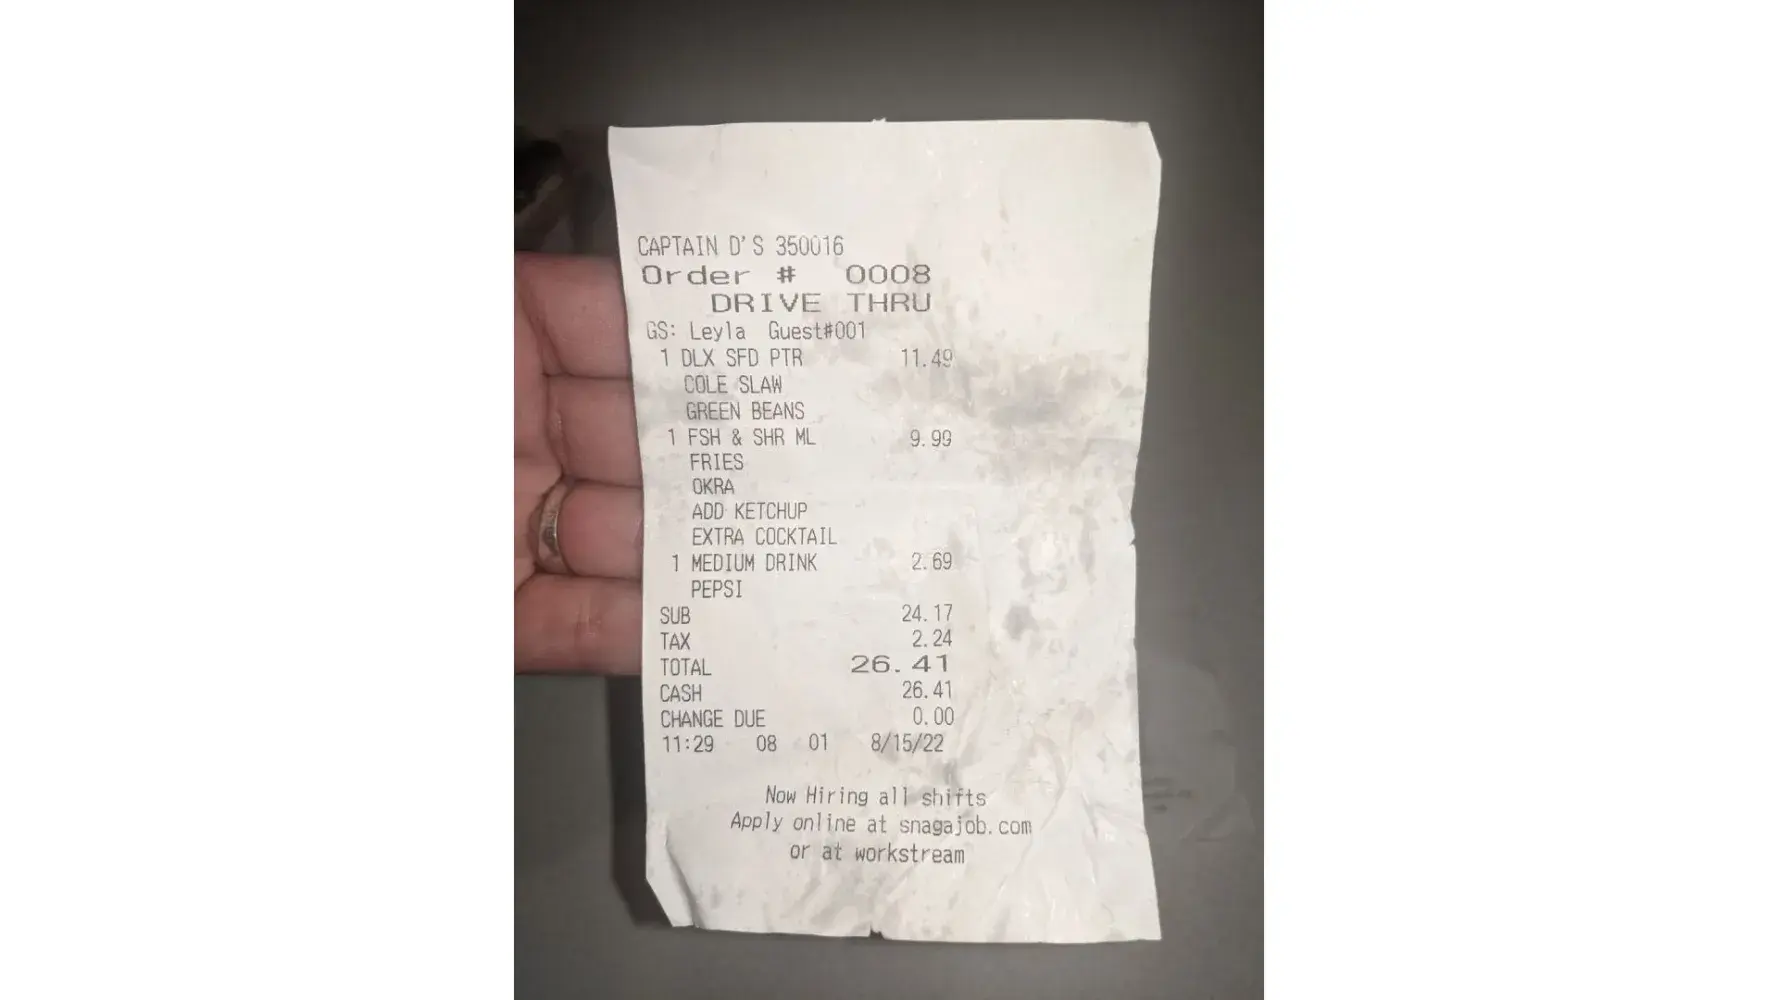 CAPTAIN D'S 350016
Order # 0008
DRIVE THRU
GS: Leyla Guest#001
1 DLX SFD PTR 11.49
COLE SLAW
GREEN BEANS
1 FSH & SHR ML 9.99
FRIES
OKRA
ADD KETCHUP
EXTRA COCKTAIL
1 MEDIUM DRINK 2.69
PEPSI
SUB 24.17
TAX 2.24
TOTAL 26.41
CASH 26.41
CHANGE DUE 0.00
11:29 08 01 8/15/22
Now Hiring all shifts
Apply online at snagajob.com
or at workstream